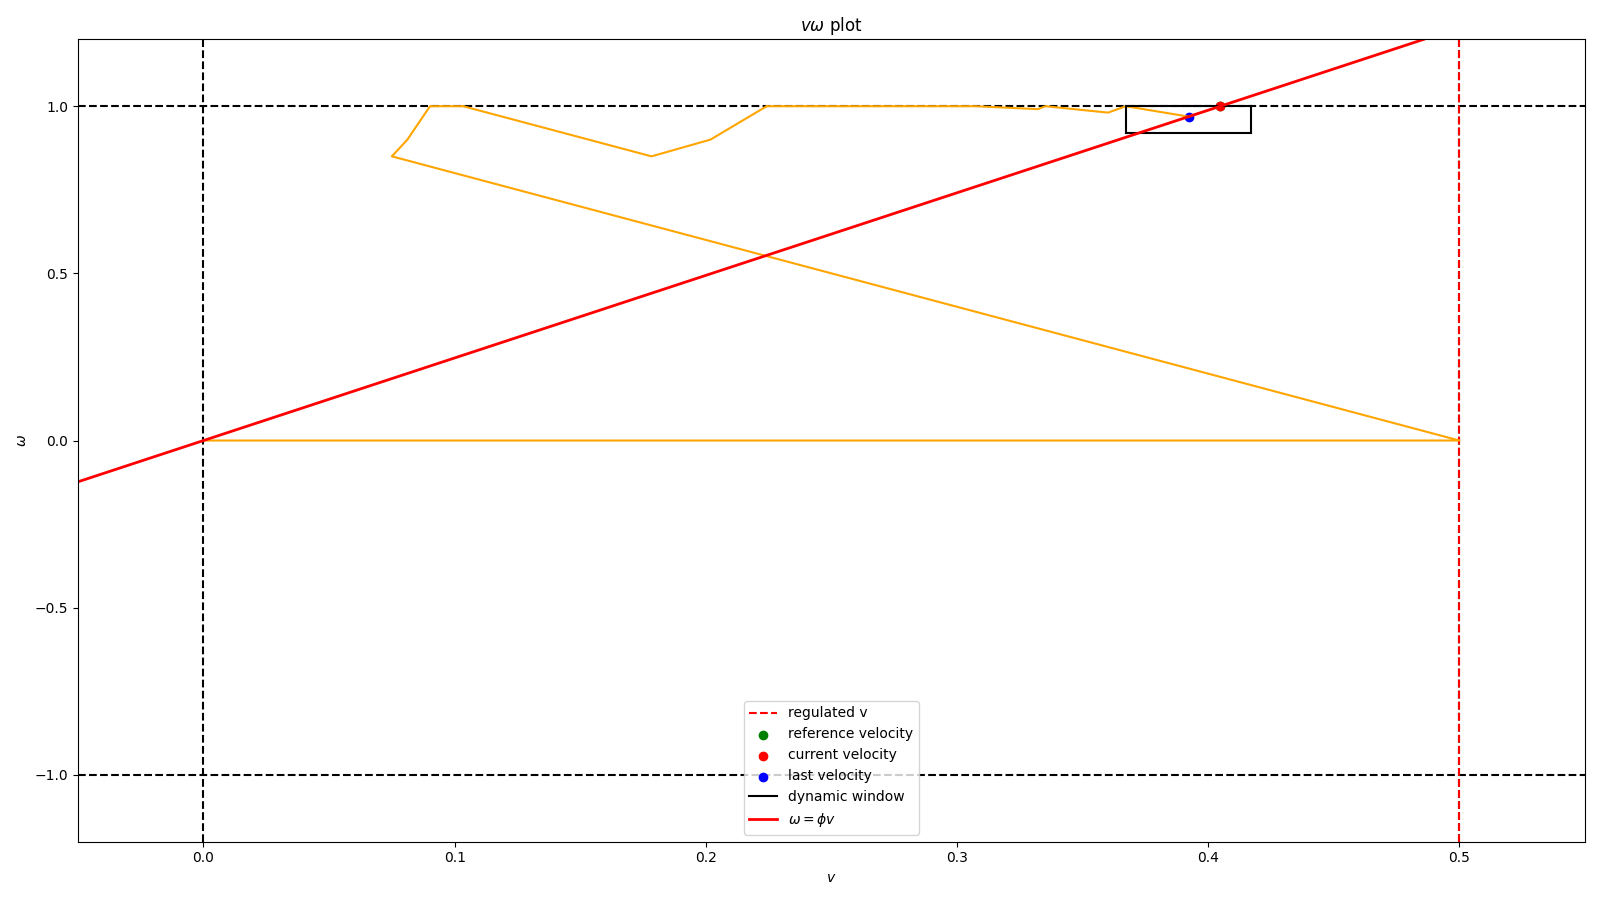 vω plot
1.0
0.5
0.0
−0.5
−1.0
ω
regulated v
reference velocity
current velocity
last velocity
dynamic window
ω = ϕv
0.0 0.1 0.2 0.3 0.4 0.5
v